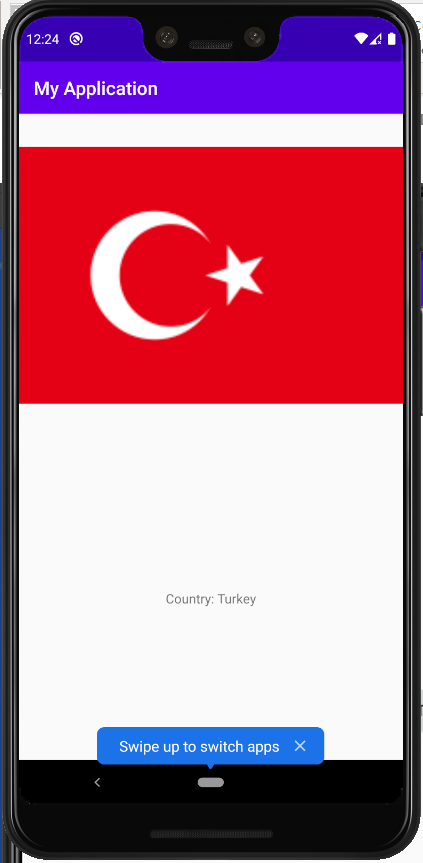 12:24
My Application
Country: Turkey
Swipe up to switch apps